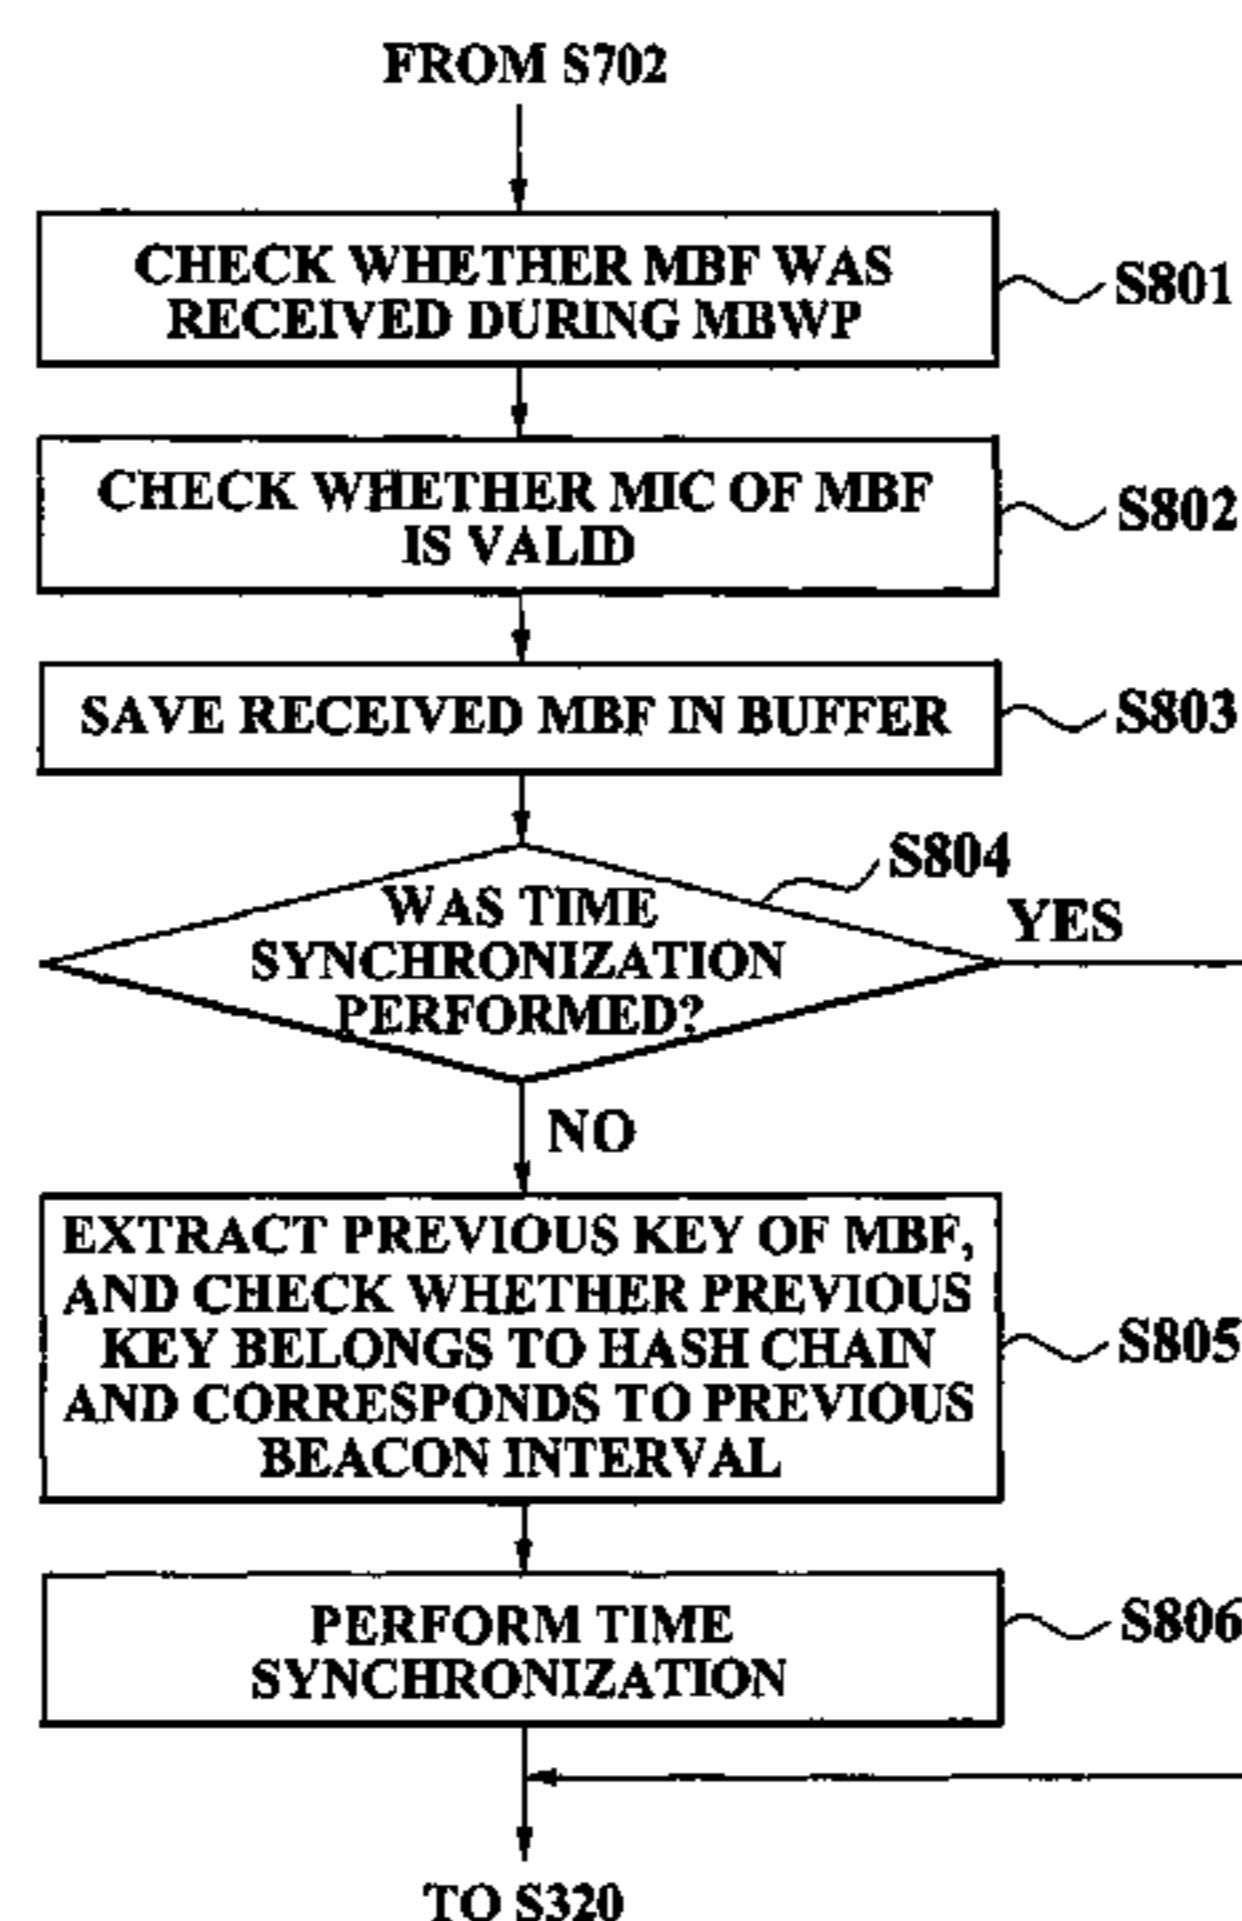 FROM S702
CHECK WHETHER MBF WAS
RECEIVED DURING MBWP
S801
CHECK WHETHER MIC OF MBF
IS VALID
S802
SAVE RECEIVED MBF IN BUFFER
S803
S804
WAS TIME
SYNCHRONIZATION
PERFORMED?
YES
NO
EXTRACT PREVIOUS KEY OF MBF,
AND CHECK WHETHER PREVIOUS
KEY BELONGS TO HASH CHAIN
AND CORRESPONDS TO PREVIOUS
BEACON INTERVAL
S805
PERFORM TIME
SYNCHRONIZATION
S806
TO S320